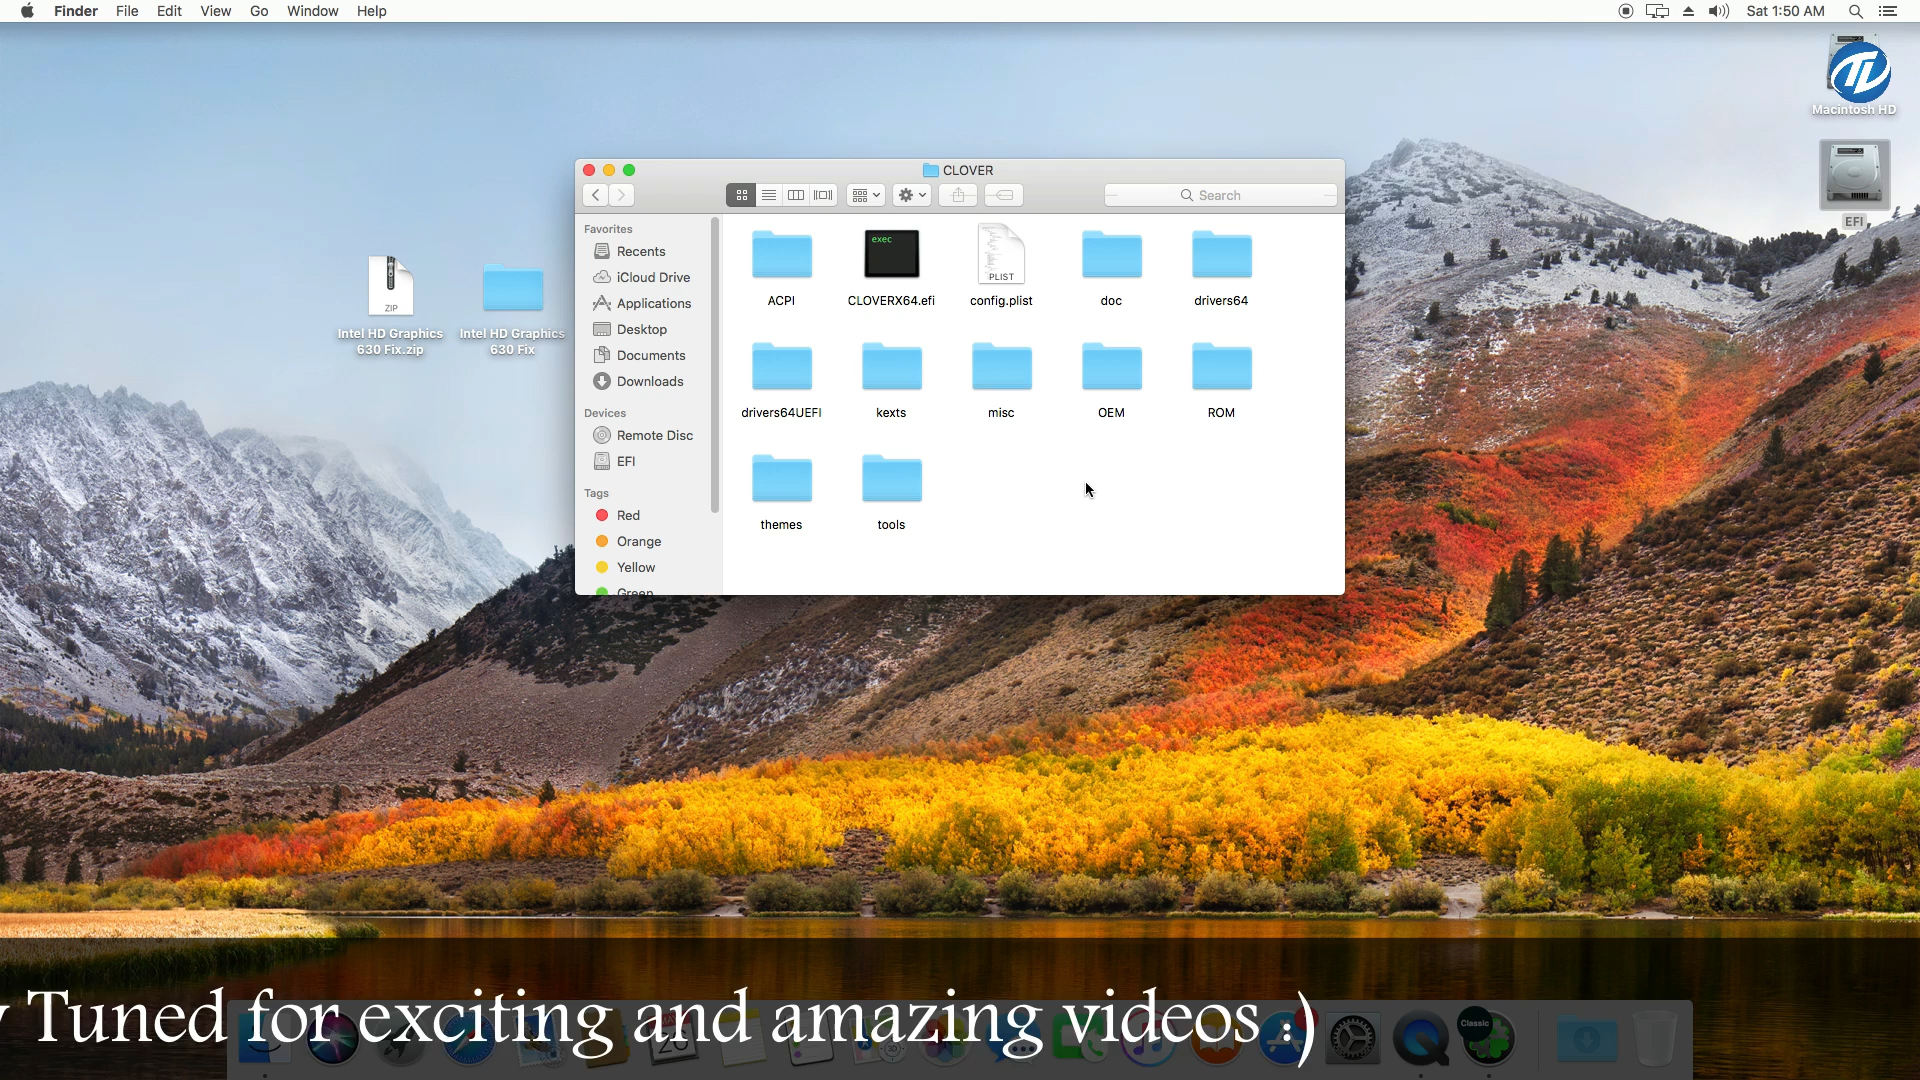 Finder File Edit View Go Window Help
Sat 1:50 AM
Macintosh HD
EFI
ZIP
Intel HD Graphics
630 Fix.zip
Intel HD Graphics
630 Fix
CLOVER
Search
Favorites
Recents
iCloud Drive
Applications
Desktop
Documents
Downloads
Devices
Remote Disc
EFI
Tags
Red
Orange
Yellow
Green
exec
PLIST
ACPI
CLOVERX64.efi
config.plist
doc
drivers64
drivers64UEFI
kexts
misc
OEM
ROM
themes
tools
Tuned for exciting and amazing videos :)
Classic